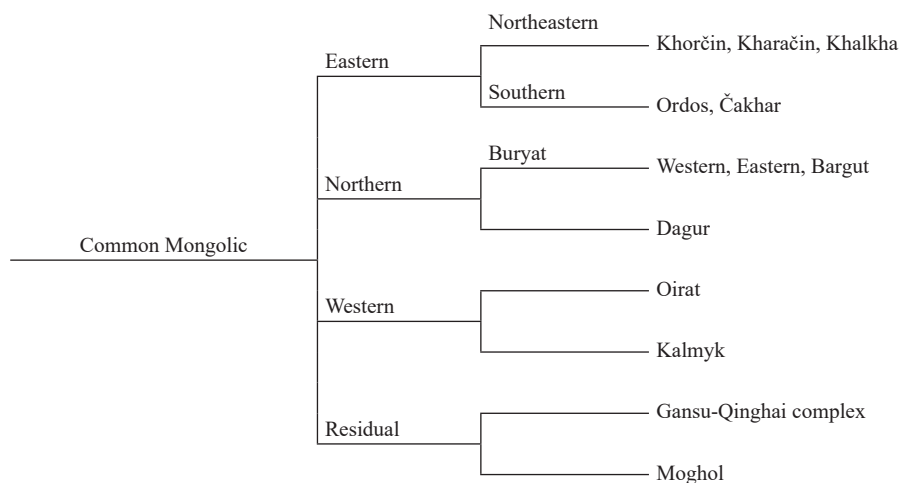 Northeastern
Khorčin, Kharačin, Khalkha
Eastern
Southern
Ordos, Čakhar
Buryat
Western, Eastern, Bargut
Northern
Dagur
Common Mongolic
Oirat
Western
Kalmyk
Gansu-Qinghai complex
Residual
Moghol